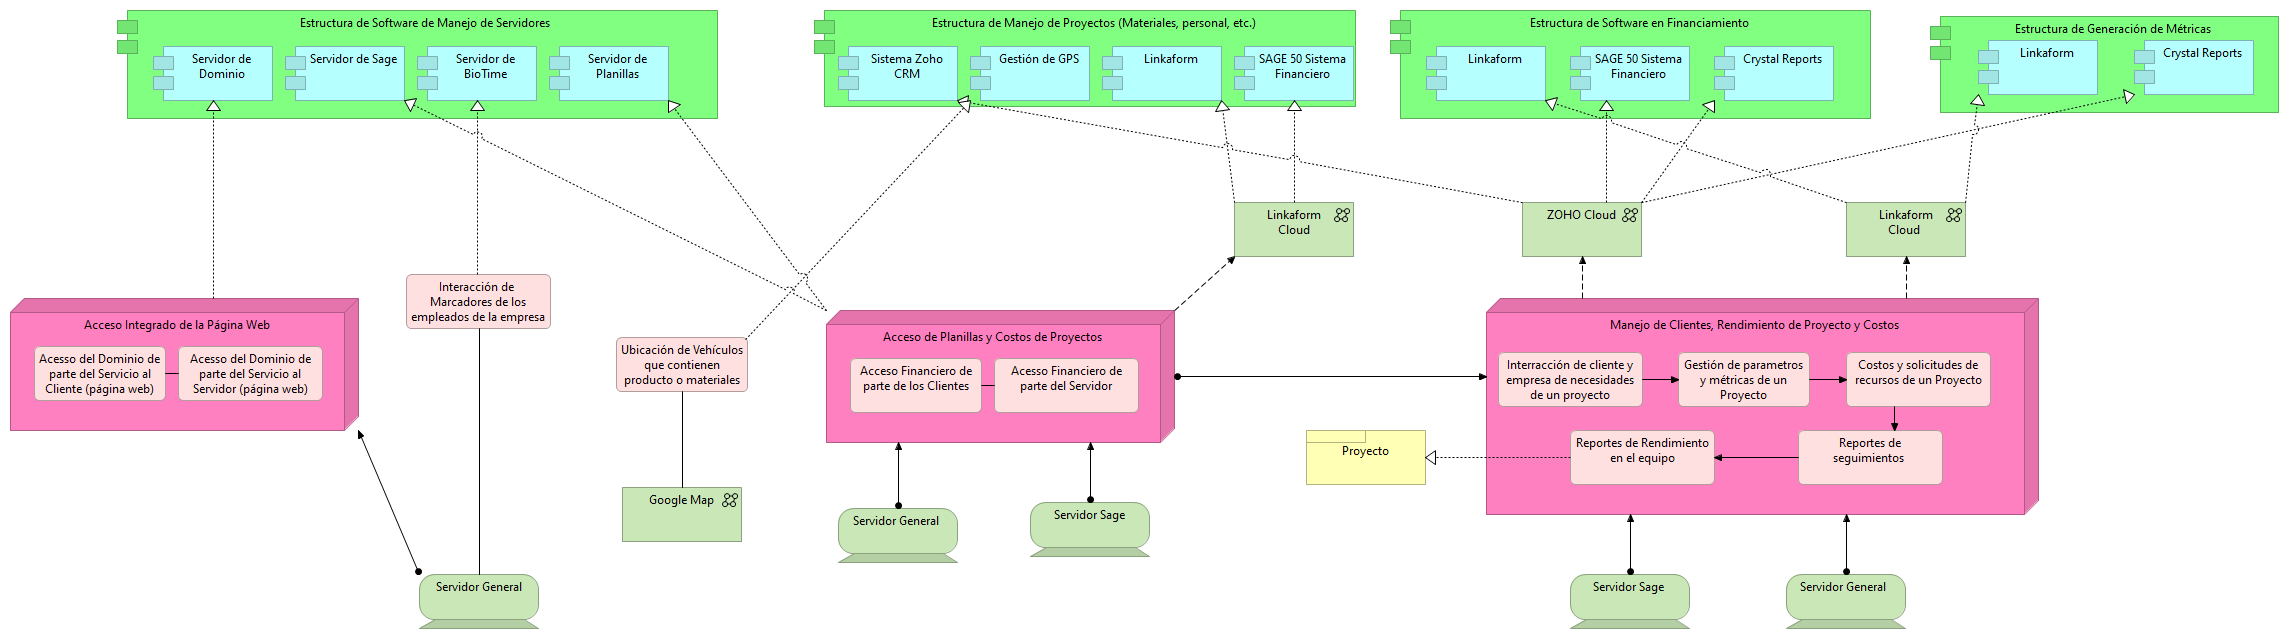 Estructura de Software de Manejo de Servidores
Servidor de
Dominio
Servidor de Sage
Servidor de
BioTime
Servidor de
Planillas
Estructura de Manejo de Proyectos (Materiales, personal, etc.)
Sistema Zoho
CRM
Gestión de GPS
Linkaform
SAGE 50 Sistema
Financiero
Estructura de Software en Financiamiento
Linkaform
SAGE 50 Sistema
Financiero
Crystal Reports
Estructura de Generación de Métricas
Linkaform
Crystal Reports
Linkaform
Cloud
ZOHO Cloud
Linkaform
Cloud
Interacción de
Marcadores de los
empleados de la empresa
Acceso Integrado de la Página Web
Acesso del Dominio de
parte del Servicio al
Cliente (página web)
Acesso del Dominio de
parte del Servicio al
Servidor (página web)
Ubicación de Vehículos
que contienen
producto o materiales
Acceso de Planillas y Costos de Proyectos
Acceso Financiero de
parte de los Clientes
Acesso Financiero de
parte del Servidor
Manejo de Clientes, Rendimiento de Proyecto y Costos
Interracción de cliente y
empresa de necesidades
de un proyecto
Gestión de parametros
y métricas de un
Proyecto
Costos y solicitudes de
recursos de un Proyecto
Proyecto
Reportes de Rendimiento
en el equipo
Reportes de
seguimientos
Google Map
Servidor General
Servidor Sage
Servidor General
Servidor Sage
Servidor General